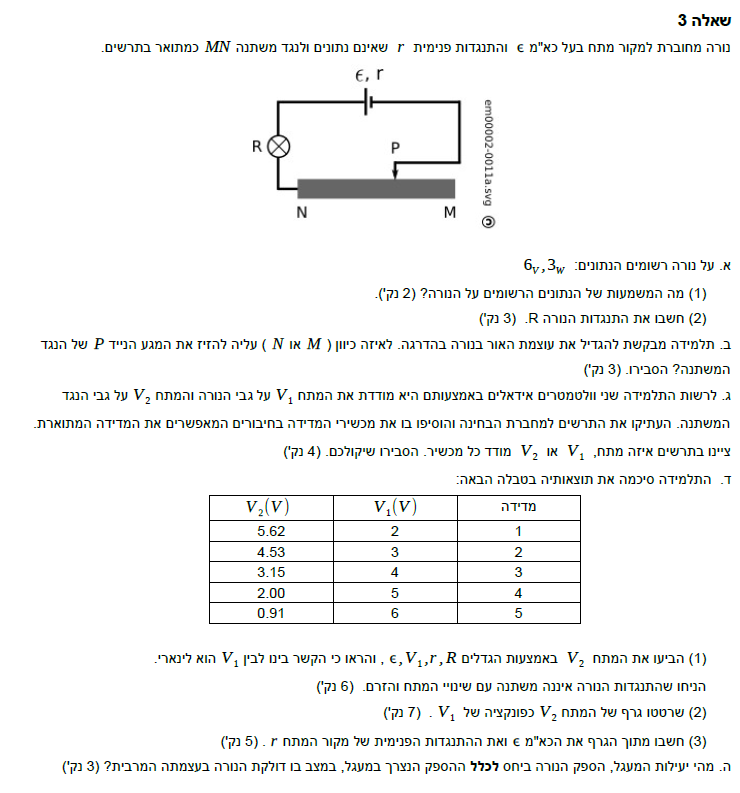 שאלה 3
נורה מחוברת למקור מתח בעל כא"מ ϵ והתנגדות פנימית r שאינם נתונים ולנגד משתנה MN כמתואר בתרשים.
ϵ, r
R
P
N
M
em00002-0011a.svg ©
א. על נורה רשומים הנתונים: 6V , 3W
(1) מה המשמעות של הנתונים הרשומים על הנורה? (2 נק').
(2) חשבו את התנגדות הנורה R. (3 נק')
ב. תלמידה מבקשת להגדיל את עוצמת האור בנורה בהדרגה. לאיזה כיוון ( M או N ) עליה להזיז את המגע הנייד P של הנגד
המשתנה? הסבירו. (3 נק')
ג. לרשות התלמידה שני וולטמטרים אידאלים באמצעותם היא מודדת את המתח V₁ על גבי הנורה והמתח V₂ על גבי הנגד
המשתנה. העתיקו את התרשים למחברת הבחינה והוסיפו בו את מכשירי המדידה בחיבורים המאפשרים את המדידה המתוארת.
ציינו בתרשים איזה מתח, V₁ או V₂ מודד כל מכשיר. הסבירו שיקולכם. (4 נק')
ד. התלמידה סיכמה את תוצאותיה בטבלה הבאה:
מדידה V₁(V) V₂(V)
1 2 5.62
2 3 4.53
3 4 3.15
4 5 2.00
5 6 0.91
(1) הביעו את המתח V₂ באמצעות הגדלים ϵ, V₁, r, R , והראו כי הקשר בינו לבין V₁ הוא לינארי.
הניחו שהתנגדות הנורה איננה משתנה עם שינויי המתח והזרם. (6 נק')
(2) שרטטו גרף של המתח V₂ כפונקציה של V₁ . (7 נק')
(3) חשבו מתוך הגרף את הכא"מ ϵ ואת ההתנגדות הפנימית של מקור המתח r . (5 נק')
ה. מהי יעילות המעגל, הספק הנורה ביחס לכלל ההספק הנצרך במעגל, במצב בו דולקת הנורה בעצמתה המרבית? (3 נק')